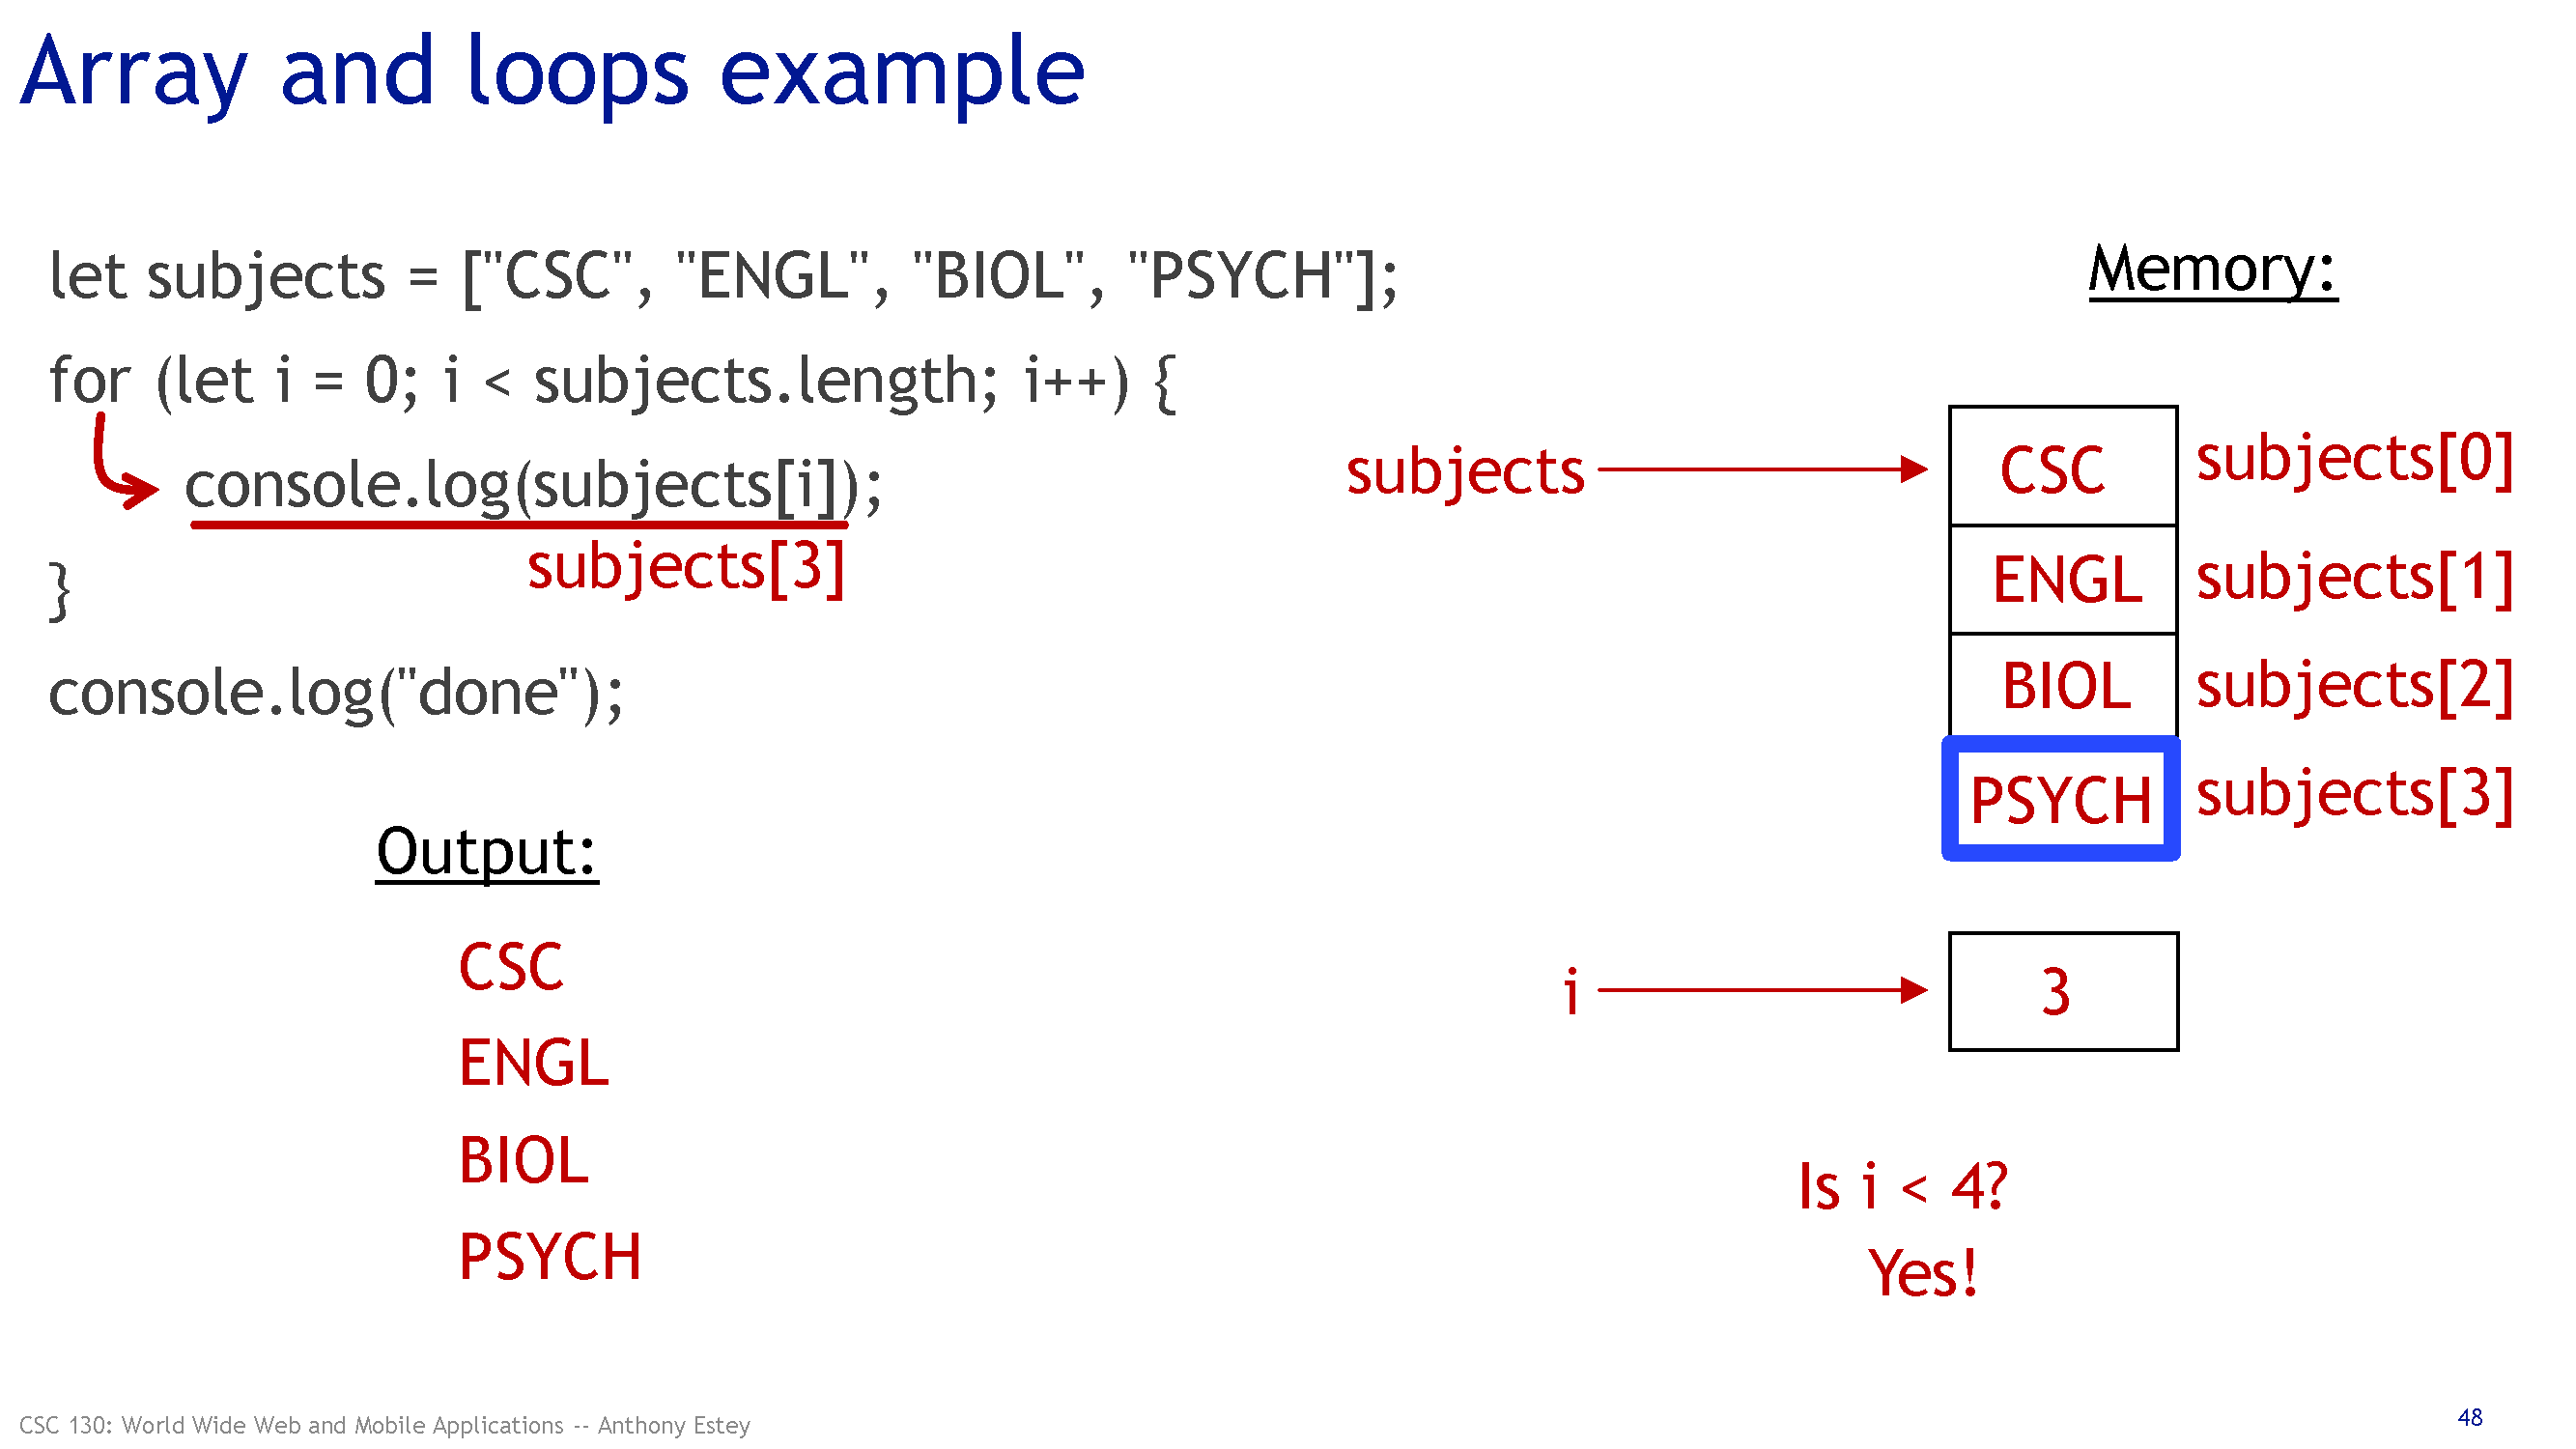 Array and loops example
let subjects = ["CSC", "ENGL", "BIOL", "PSYCH"];
for (let i = 0; i < subjects.length; i++) {
console.log(subjects[i]);
subjects[3]
}
console.log("done");
Output:
CSC
ENGL
BIOL
PSYCH
Memory:
subjects
CSC subjects[0]
ENGL subjects[1]
BIOL subjects[2]
PSYCH subjects[3]
i 3
Is i < 4?
Yes!
CSC 130: World Wide Web and Mobile Applications -- Anthony Estey
48